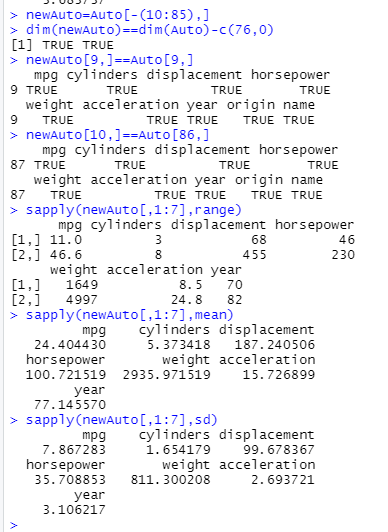 > newAuto=Auto[-(10:85),]
> dim(newAuto)==dim(Auto)-c(76,0)
[1] TRUE TRUE
> newAuto[9,]==Auto[9,]
mpg cylinders displacement horsepower
9 TRUE TRUE TRUE TRUE
weight acceleration year origin name
9 TRUE TRUE TRUE TRUE TRUE
> newAuto[10,]==Auto[86,]
mpg cylinders displacement horsepower
87 TRUE TRUE TRUE TRUE
weight acceleration year origin name
87 TRUE TRUE TRUE TRUE TRUE
> sapply(newAuto[,1:7],range)
mpg cylinders displacement horsepower
[1,] 11.0 3 68 46
[2,] 46.6 8 455 230
weight acceleration year
[1,] 1649 8.5 70
[2,] 4997 24.8 82
> sapply(newAuto[,1:7],mean)
mpg cylinders displacement
24.404430 5.373418 187.240506
horsepower weight acceleration
100.721519 2935.971519 15.726899
year
77.145570
> sapply(newAuto[,1:7],sd)
mpg cylinders displacement
7.867283 1.654179 99.678367
horsepower weight acceleration
35.708853 811.300208 2.693721
year
3.106217
>